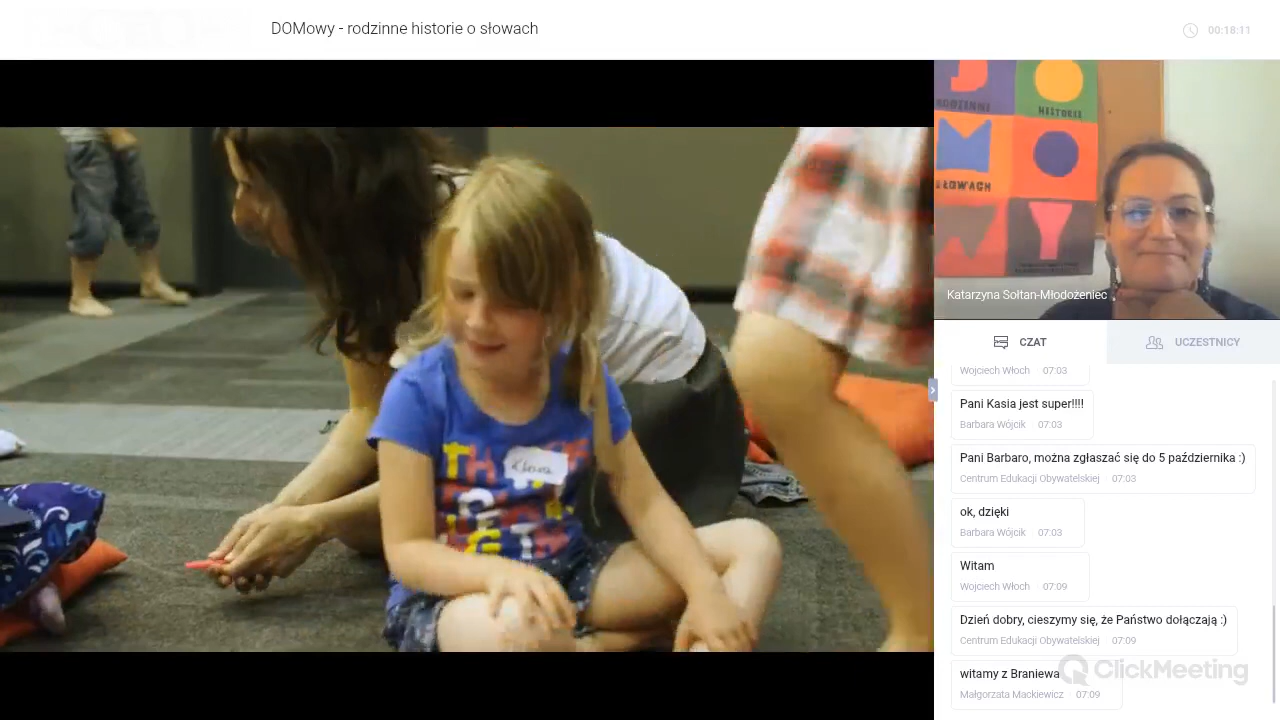 DOMowy - rodzinne historie o słowach
00:18:11
RODZINNE
HISTORIE
SŁOWACH
Katarzyna Sołtan-Młodożeniec
CZAT
UCZESTNICY
Wojciech Włoch 07:03
Pani Kasia jest super!!!!
Barbara Wójcik 07:03
Pani Barbaro, można zgłaszać się do 5 października :)
Centrum Edukacji Obywatelskiej 07:03
ok, dzięki
Barbara Wójcik 07:03
Witam
Wojciech Włoch 07:09
Dzień dobry, cieszymy się, że Państwo dołączają :)
Centrum Edukacji Obywatelskiej 07:09
witamy z Braniewa
Małgorzata Mackiewicz 07:09
ClickMeeting